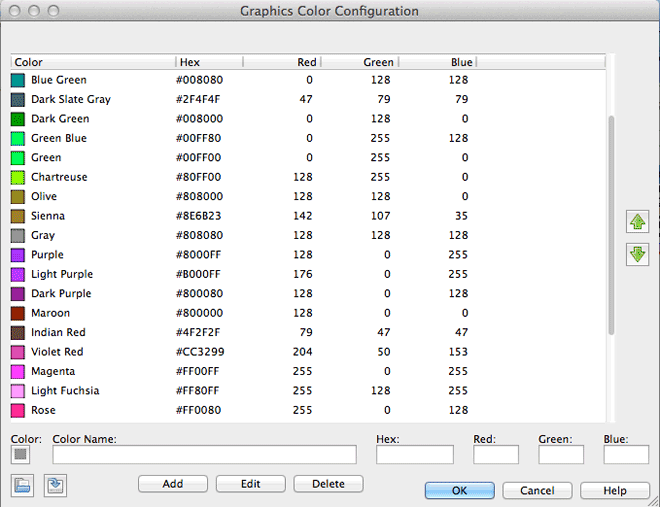 Graphics Color Configuration
Color Hex Red Green Blue
Blue Green #008080 0 128 128
Dark Slate Gray #2F4F4F 47 79 79
Dark Green #008000 0 128 0
Green Blue #00FF80 0 255 128
Green #00FF00 0 255 0
Chartreuse #80FF00 128 255 0
Olive #808000 128 128 0
Sienna #8E6B23 142 107 35
Gray #808080 128 128 128
Purple #8000FF 128 0 255
Light Purple #B000FF 176 0 255
Dark Purple #800080 128 0 128
Maroon #800000 128 0 0
Indian Red #4F2F2F 79 47 47
Violet Red #CC3299 204 50 153
Magenta #FF00FF 255 0 255
Light Fuchsia #FF80FF 255 128 255
Rose #FF0080 255 0 128
Color: Color Name: Hex: Red: Green: Blue:
Add Edit Delete OK Cancel Help